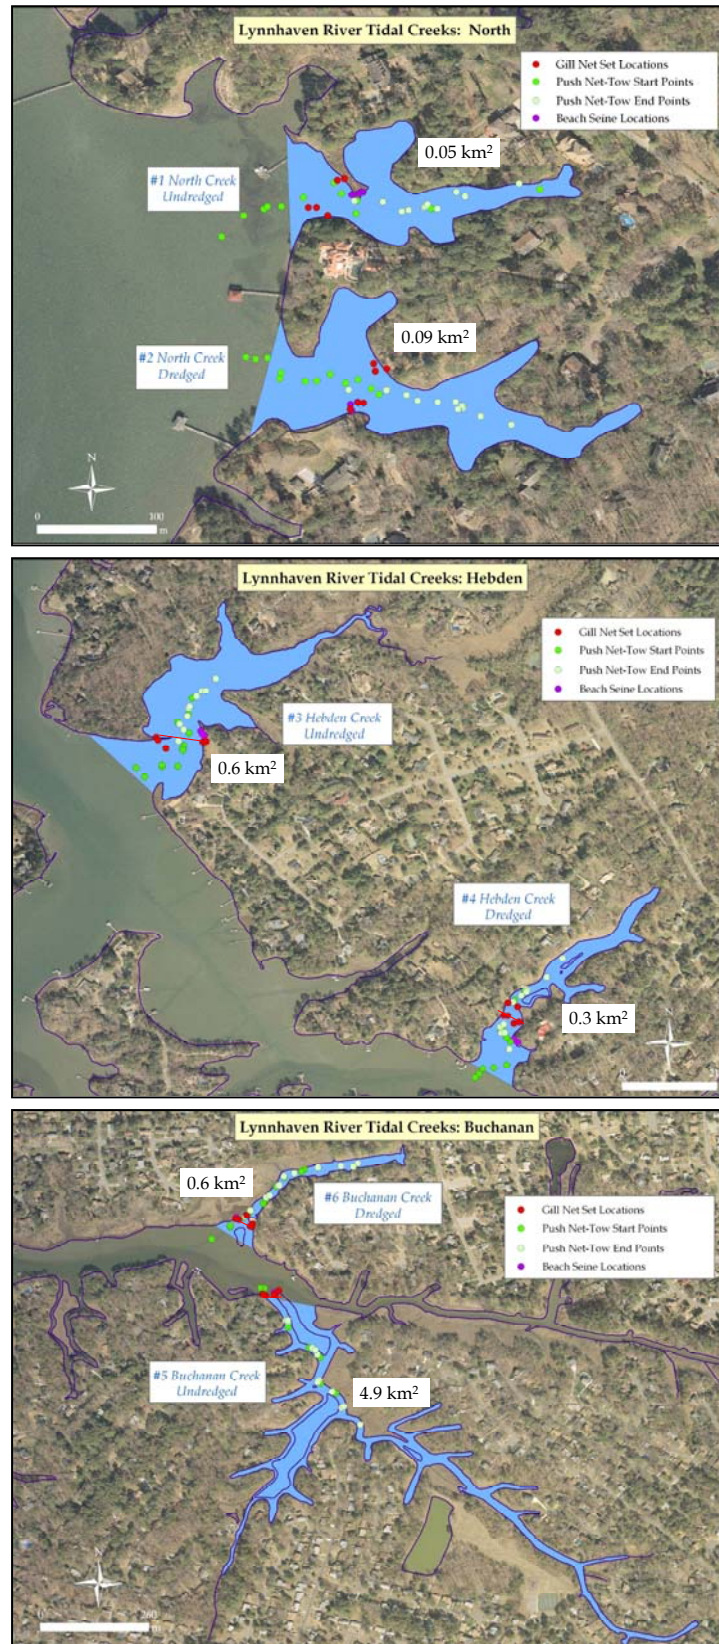 Lynnhaven River Tidal Creeks: North
Gill Net Set Locations
Push Net-Tow Start Points
Push Net-Tow End Points
Beach Seine Locations
0.05 km²
#1 North Creek
Undredged
0.09 km²
#2 North Creek
Dredged
N
0
300
m
Lynnhaven River Tidal Creeks: Hebden
Gill Net Set Locations
Push Net-Tow Start Points
Push Net-Tow End Points
Beach Seine Locations
#3 Hebden Creek
Undredged
0.6 km²
#4 Hebden Creek
Dredged
0.3 km²
Lynnhaven River Tidal Creeks: Buchanan
0.6 km²
#6 Buchanan Creek
Dredged
Gill Net Set Locations
Push Net-Tow Start Points
Push Net-Tow End Points
Beach Seine Locations
#5 Buchanan Creek
Undredged
4.9 km²